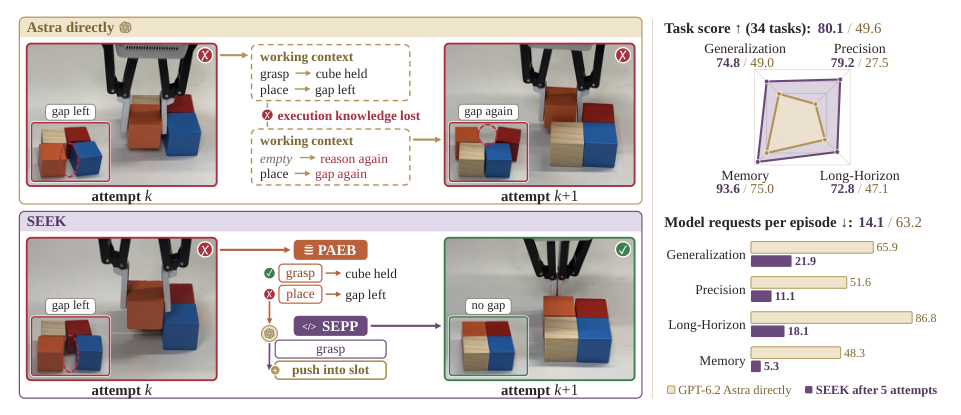 Astra directly
gap left
attempt k
working context
grasp → cube held
place → gap left
execution knowledge lost
working context
empty → reason again
place → gap again
gap again
attempt k+1
SEEK
gap left
attempt k
PAEB
grasp → cube held
place → gap left
</> SEPP
grasp
push into slot
no gap
attempt k+1
Task score ↑ (34 tasks): 80.1 / 49.6
Generalization
74.8 / 49.0
Precision
79.2 / 27.5
Memory
93.6 / 75.0
Long-Horizon
72.8 / 47.1
Model requests per episode ↓: 14.1 / 63.2
Generalization 65.9
21.9
Precision 51.6
11.1
Long-Horizon 86.8
18.1
Memory 48.3
5.3
GPT-6.2 Astra directly SEEK after 5 attempts